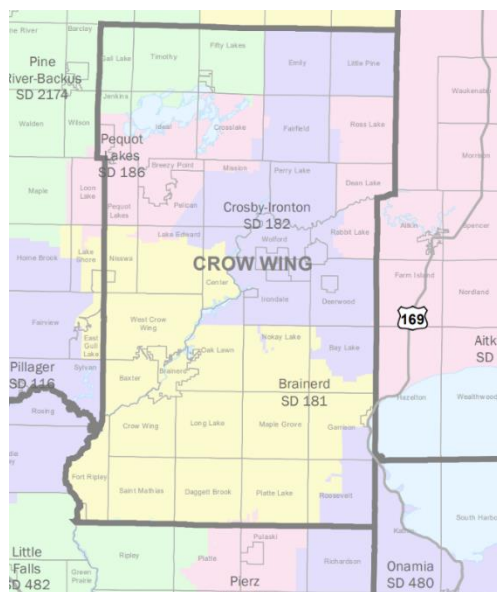 ne River
Barclay
Gail Lake
Timothy
Fifty Lakes
Emily
Little Pine
Pine
River-Backus
SD 2174
Waukenabo
Jenkins
Walden
Wilson
Ideal
Crosslake
Fairfield
Ross Lake
Morrison
Pequot
Lakes
SD 186
Breezy Point
Mission
Perry Lake
Maple
Loon
Lake
Dean Lake
Pequot
Lakes
Pelican
Crosby-Ironton
SD 182
Aitkin
Spencer
Lake Edward
Rabbit Lake
Home Brook
Lake
Shore
Nisswa
Wolford
CROW WING
Farm Island
Center
Nordland
Irondale
Deerwood
Fairview
West Crow
Wing
169
East
Gull
Lake
Nokay Lake
Bay Lake
Oak Lawn
Aitk
SD
Pillager
SD 116
Sylvan
Baxter
Brainerd
Brainerd
SD 181
Hazelton
Wealthwood
Rosing
Crow Wing
Long Lake
Maple Grove
Garrison
Fort Ripley
Saint Mathias
Daggett Brook
Platte Lake
Roosevelt
South Harbor
Little
Falls
SD 482
Ripley
Green
Prairie
Platte
Pulaski
Richardson
Pierz
Onamia
SD 480